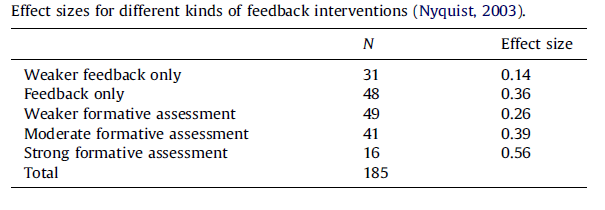 Effect sizes for different kinds of feedback interventions (Nyquist, 2003).
N Effect size
Weaker feedback only 31 0.14
Feedback only 48 0.36
Weaker formative assessment 49 0.26
Moderate formative assessment 41 0.39
Strong formative assessment 16 0.56
Total 185